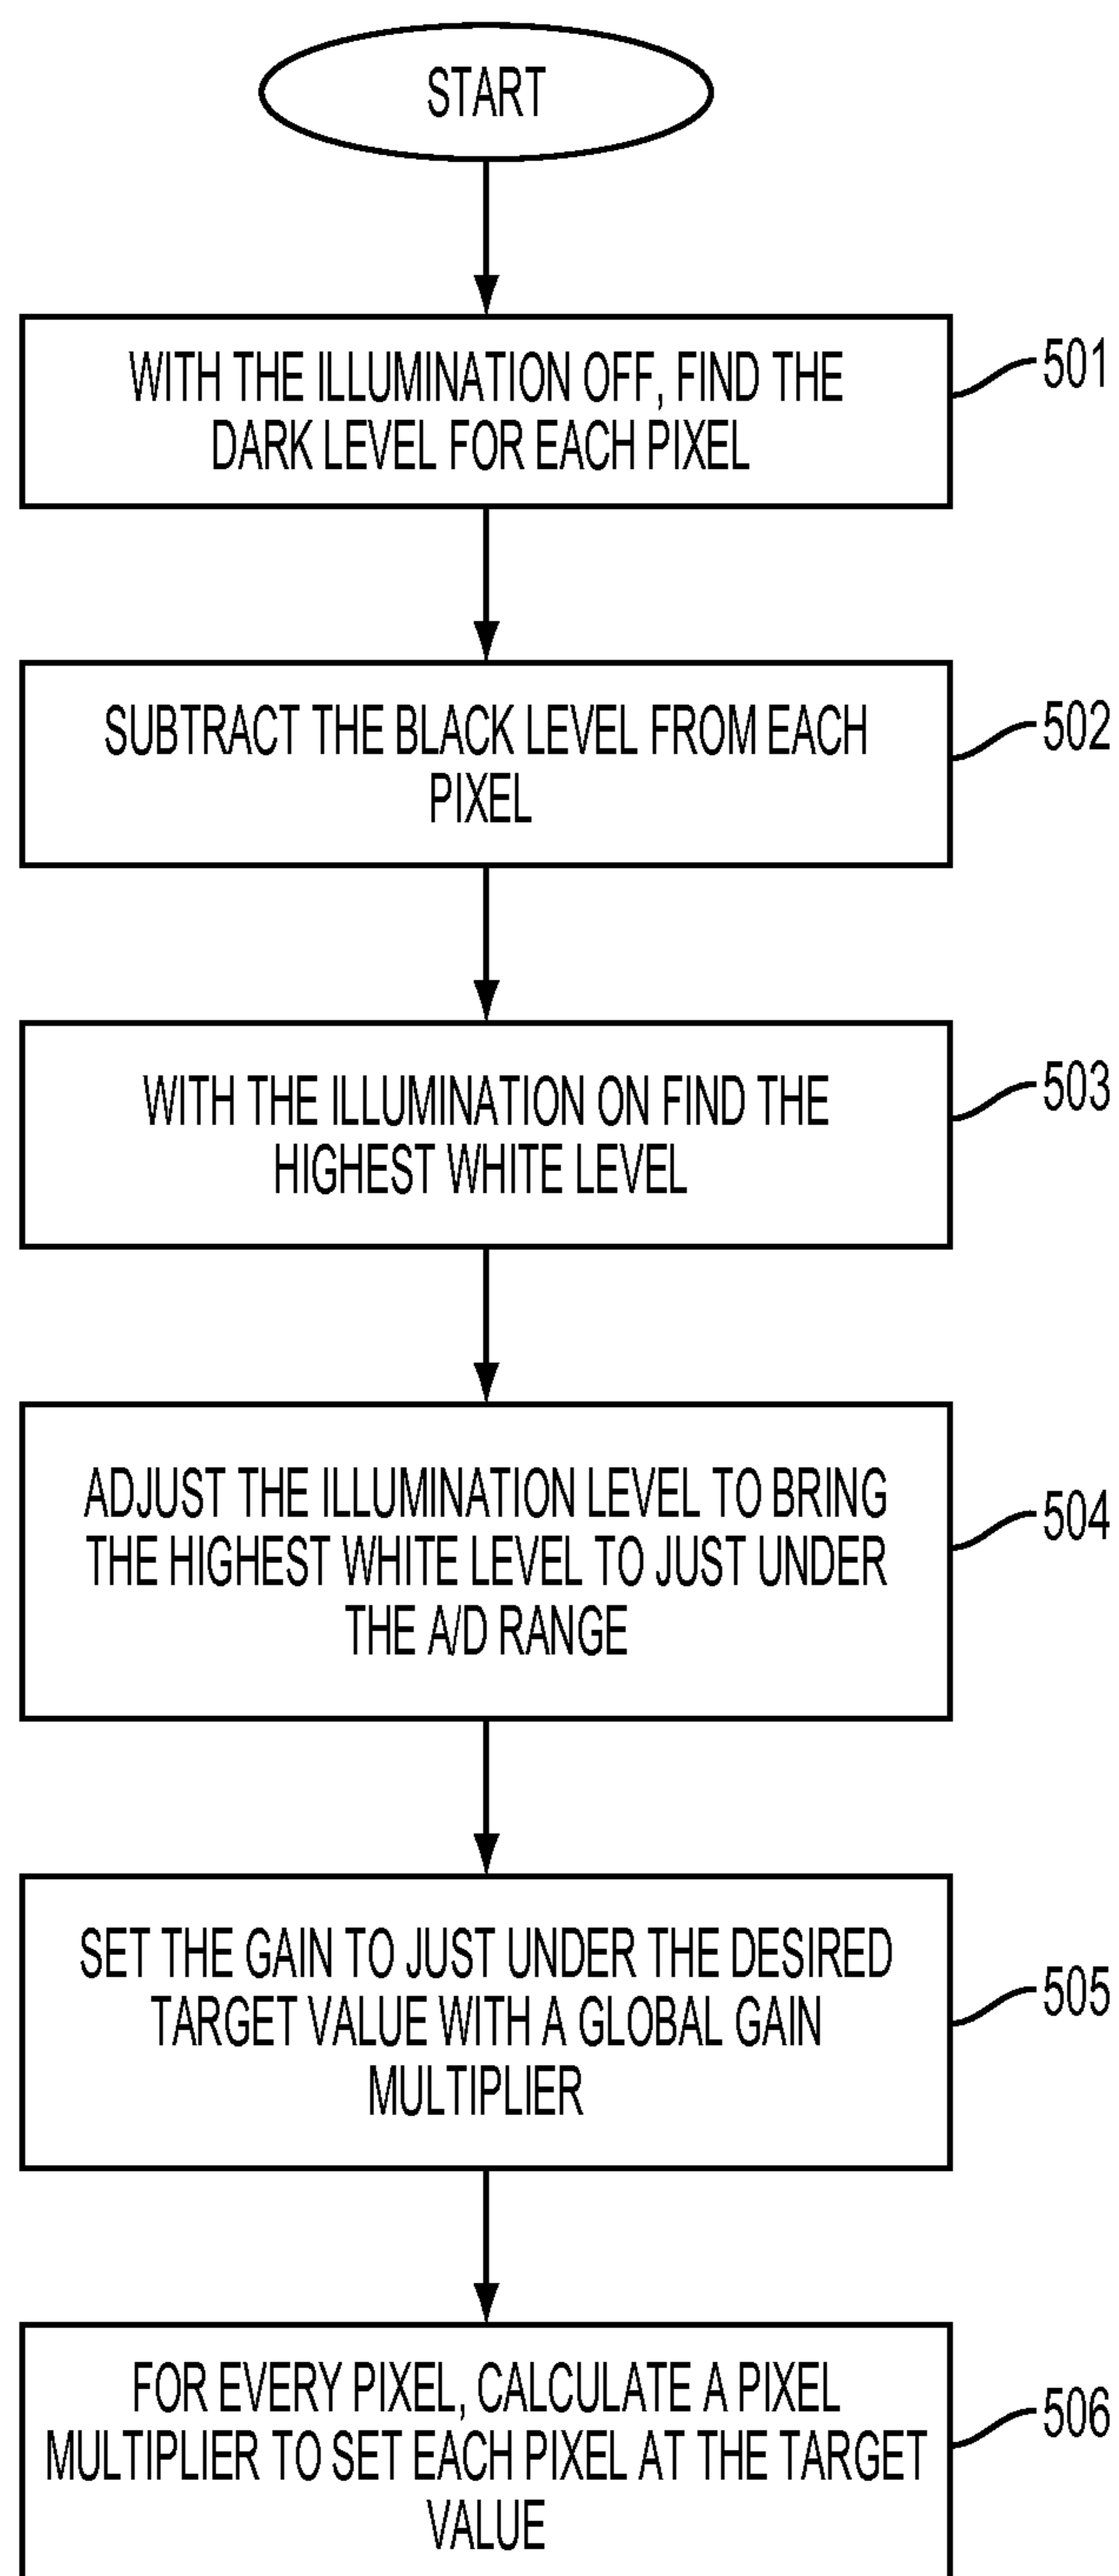 START
WITH THE ILLUMINATION OFF, FIND THE
DARK LEVEL FOR EACH PIXEL
501
SUBTRACT THE BLACK LEVEL FROM EACH
PIXEL
502
WITH THE ILLUMINATION ON FIND THE
HIGHEST WHITE LEVEL
503
ADJUST THE ILLUMINATION LEVEL TO BRING
THE HIGHEST WHITE LEVEL TO JUST UNDER
THE A/D RANGE
504
SET THE GAIN TO JUST UNDER THE DESIRED
TARGET VALUE WITH A GLOBAL GAIN
MULTIPLIER
505
FOR EVERY PIXEL, CALCULATE A PIXEL
MULTIPLIER TO SET EACH PIXEL AT THE TARGET
VALUE
506